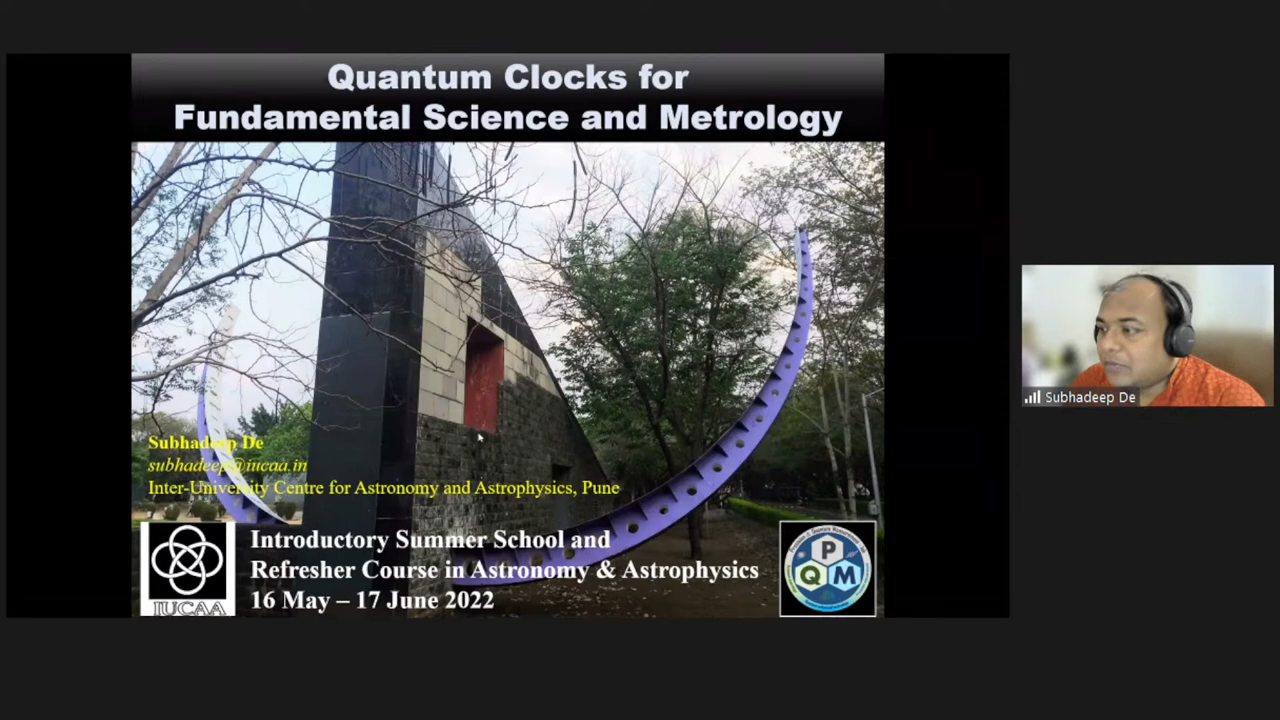 Quantum Clocks for
Fundamental Science and Metrology
Subhadeep De
subhadeep@iucaa.in
Inter-University Centre for Astronomy and Astrophysics, Pune
Introductory Summer School and
Refresher Course in Astronomy & Astrophysics
16 May – 17 June 2022
IUCAA
P
Q M
Subhadeep De